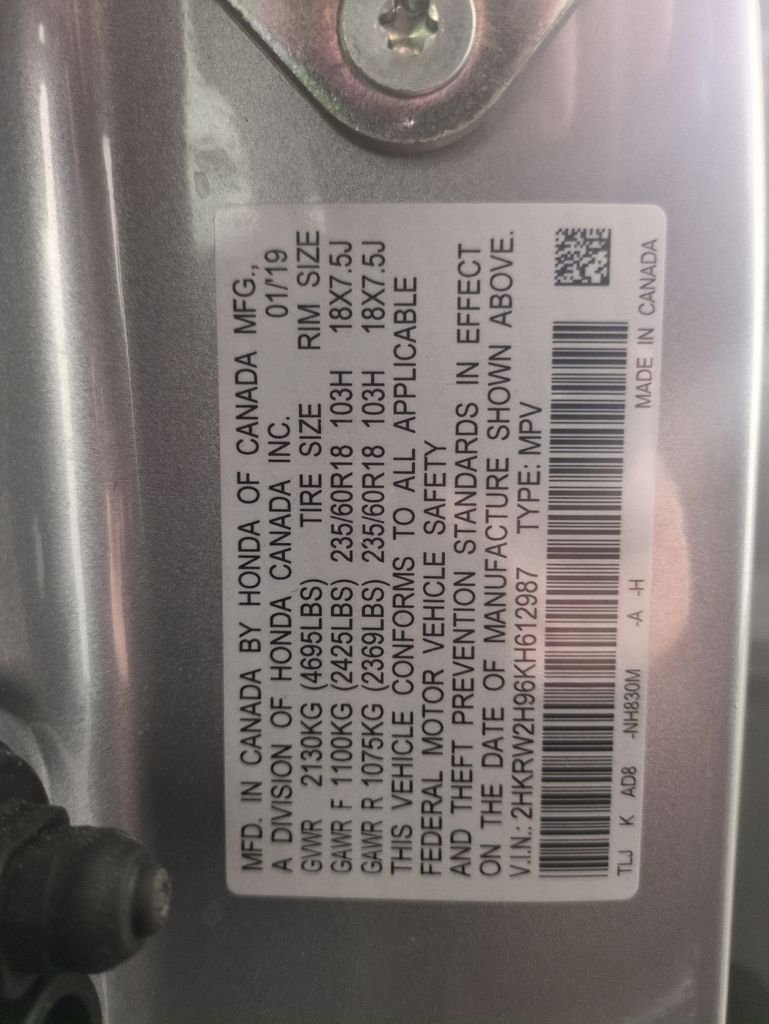 MFD. IN CANADA BY HONDA OF CANADA MFG.,
A DIVISION OF HONDA CANADA INC. 01/'19
GVWR 2130KG (4695LBS) TIRE SIZE RIM SIZE
GAWR F 1100KG (2425LBS) 235/60R18 103H 18X7.5J
GAWR R 1075KG (2369LBS) 235/60R18 103H 18X7.5J
THIS VEHICLE CONFORMS TO ALL APPLICABLE
FEDERAL MOTOR VEHICLE SAFETY
AND THEFT PREVENTION STANDARDS IN EFFECT
ON THE DATE OF MANUFACTURE SHOWN ABOVE.
V.I.N.: 2HKRW2H96KH612987 TYPE: MPV
TLJ K AD8 -NH830M -A -H
MADE IN CANADA